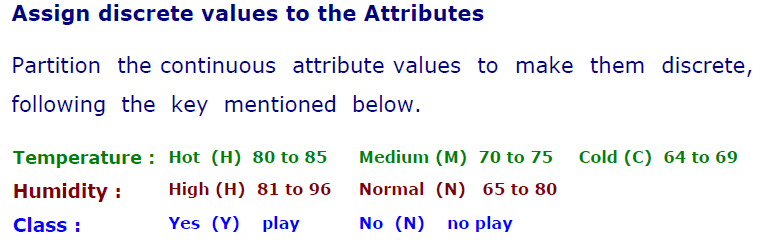 Assign discrete values to the Attributes
Partition the continuous attribute values to make them discrete,
following the key mentioned below.
Temperature : Hot (H) 80 to 85 Medium (M) 70 to 75 Cold (C) 64 to 69
Humidity : High (H) 81 to 96 Normal (N) 65 to 80
Class : Yes (Y) play No (N) no play